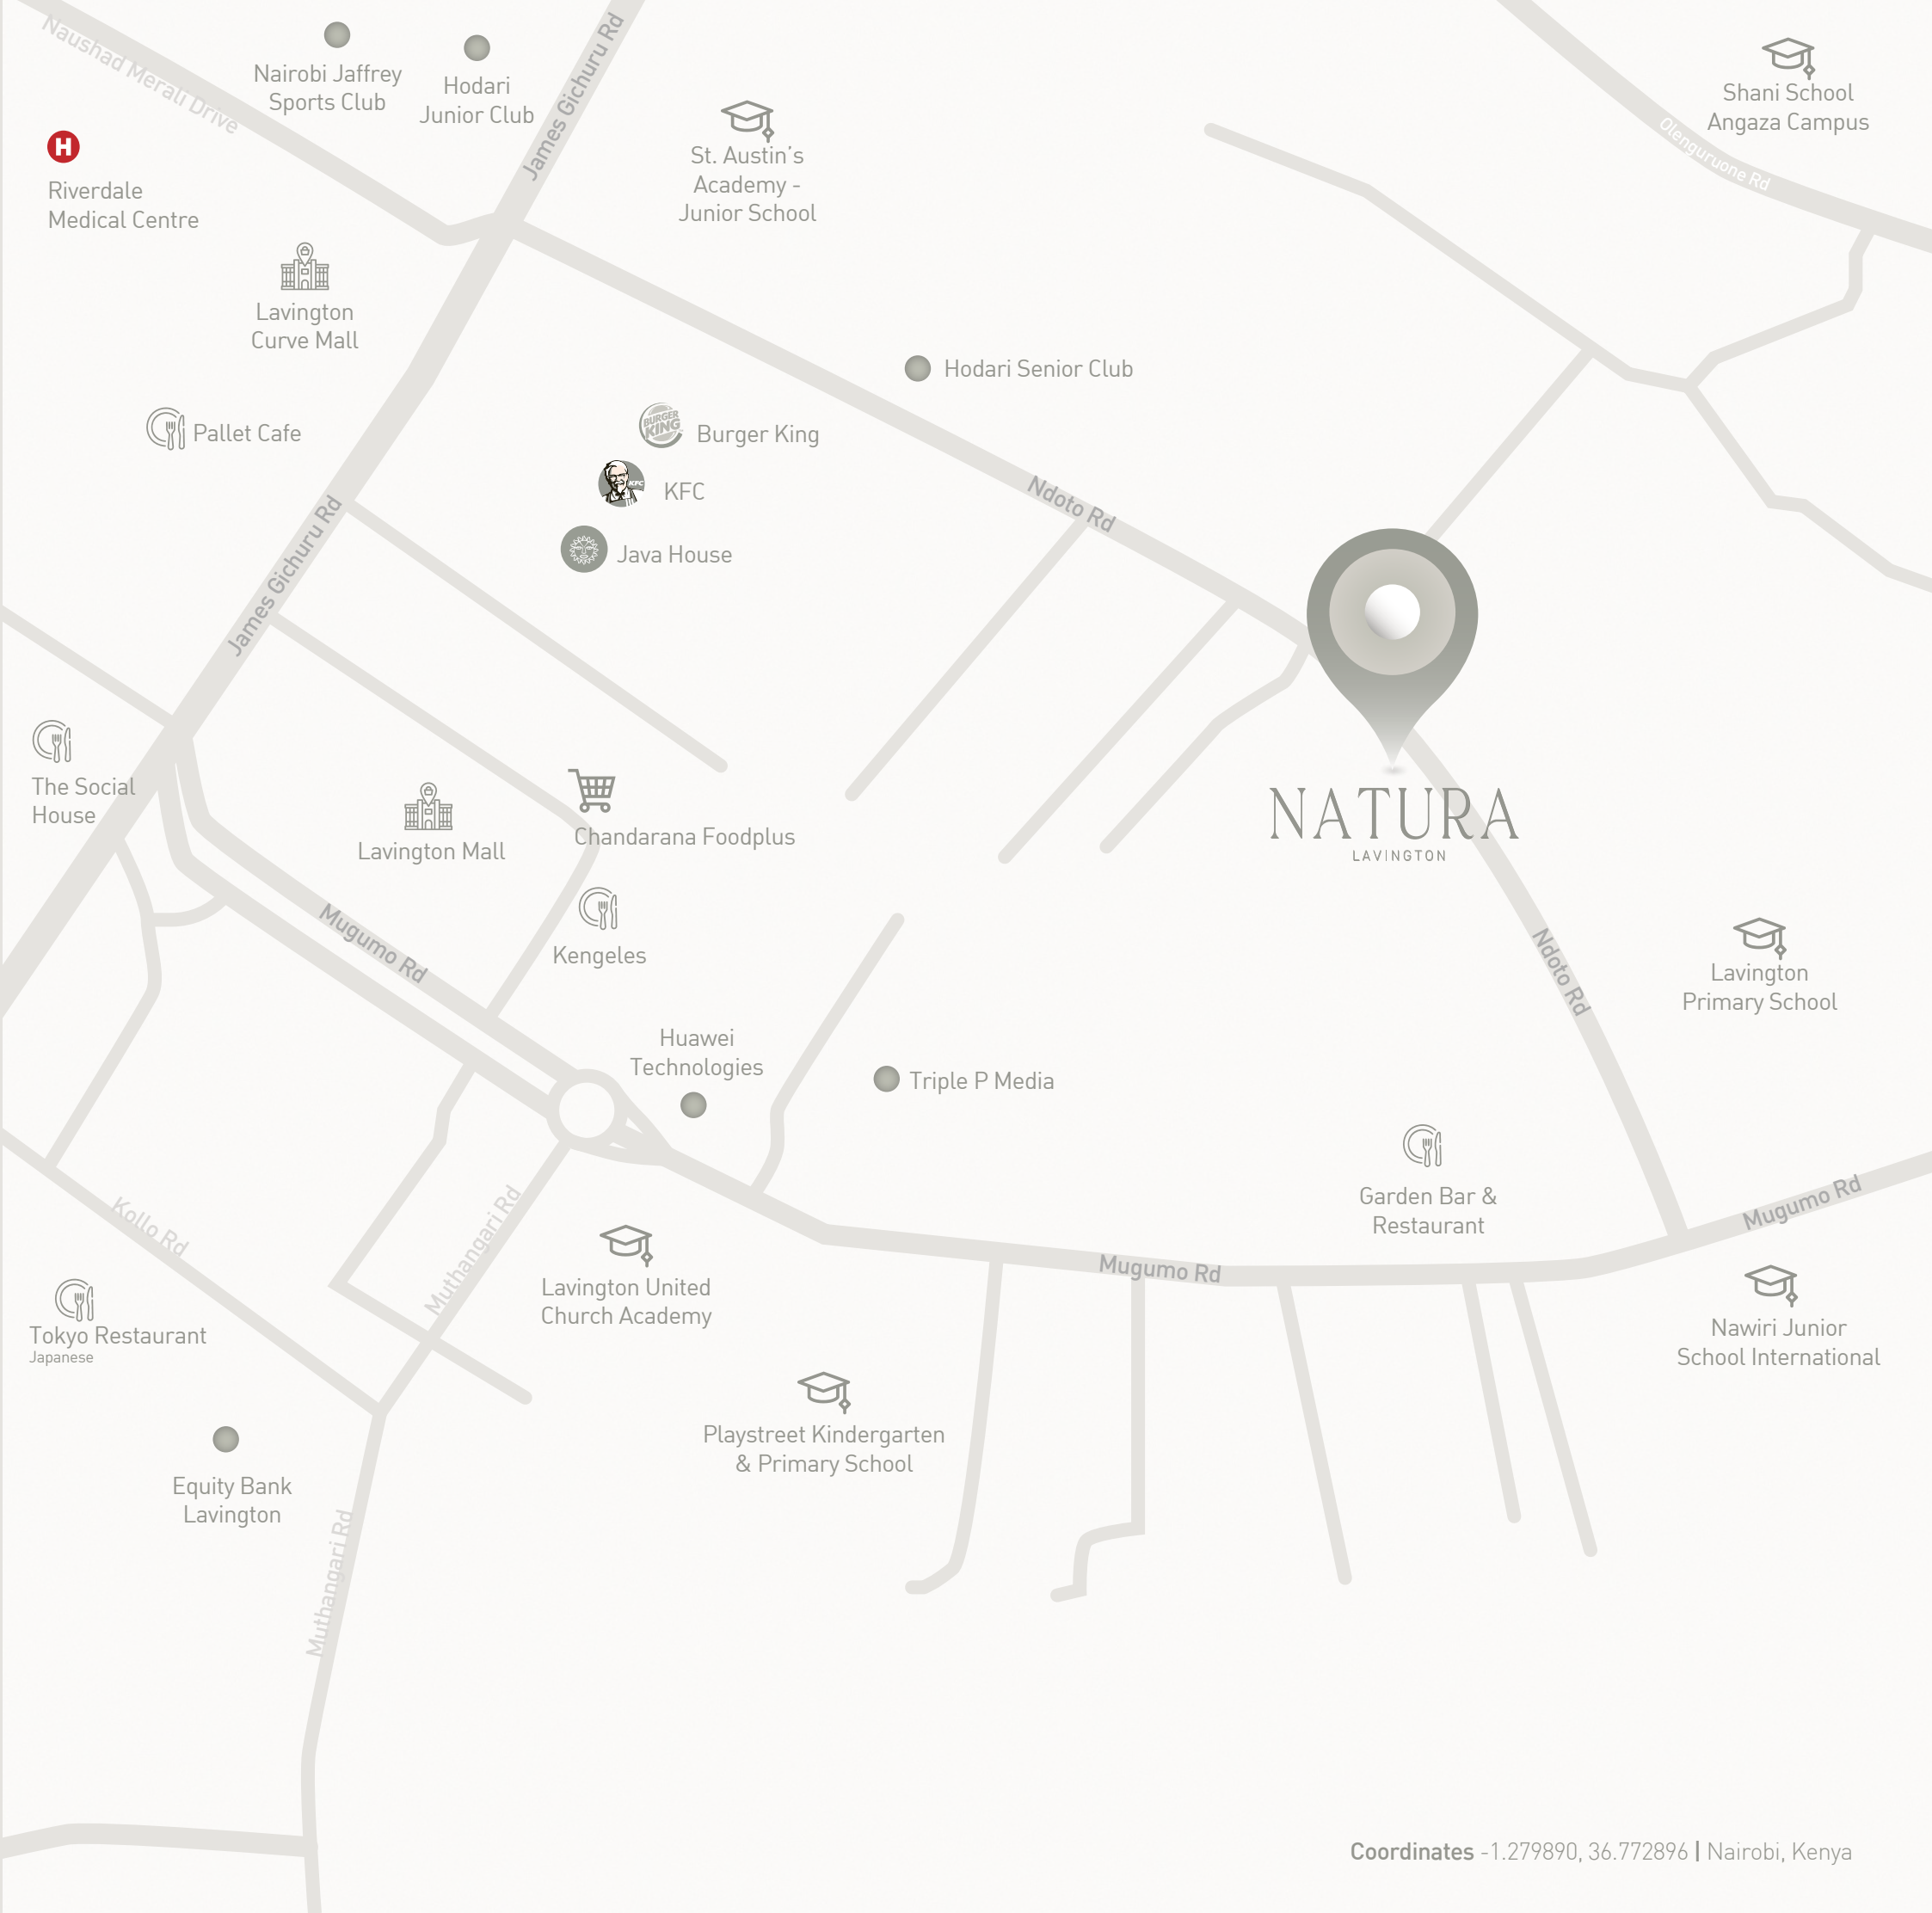 Naushad Merali Drive
Nairobi Jaffrey
Sports Club
Hodari
Junior Club
James Gichuru Rd
St. Austin's
Academy -
Junior School
Shani School
Angaza Campus
Olenguruone Rd
H
Riverdale
Medical Centre
Lavington
Curve Mall
Hodari Senior Club
Pallet Cafe
BURGER
KING
Burger King
KFC
KFC
Java House
Ndoto Rd
James Gichuru Rd
The Social
House
Lavington Mall
Chandarana Foodplus
NATURA
LAVINGTON
Mugumo Rd
Kengeles
Ndoto Rd
Lavington
Primary School
Huawei
Technologies
Triple P Media
Kollo Rd
Muthangari Rd
Garden Bar &
Restaurant
Mugumo Rd
Mugumo Rd
Lavington United
Church Academy
Tokyo Restaurant
Japanese
Nawiri Junior
School International
Playstreet Kindergarten
& Primary School
Equity Bank
Lavington
Muthangari Rd
Coordinates -1.279890, 36.772896 | Nairobi, Kenya